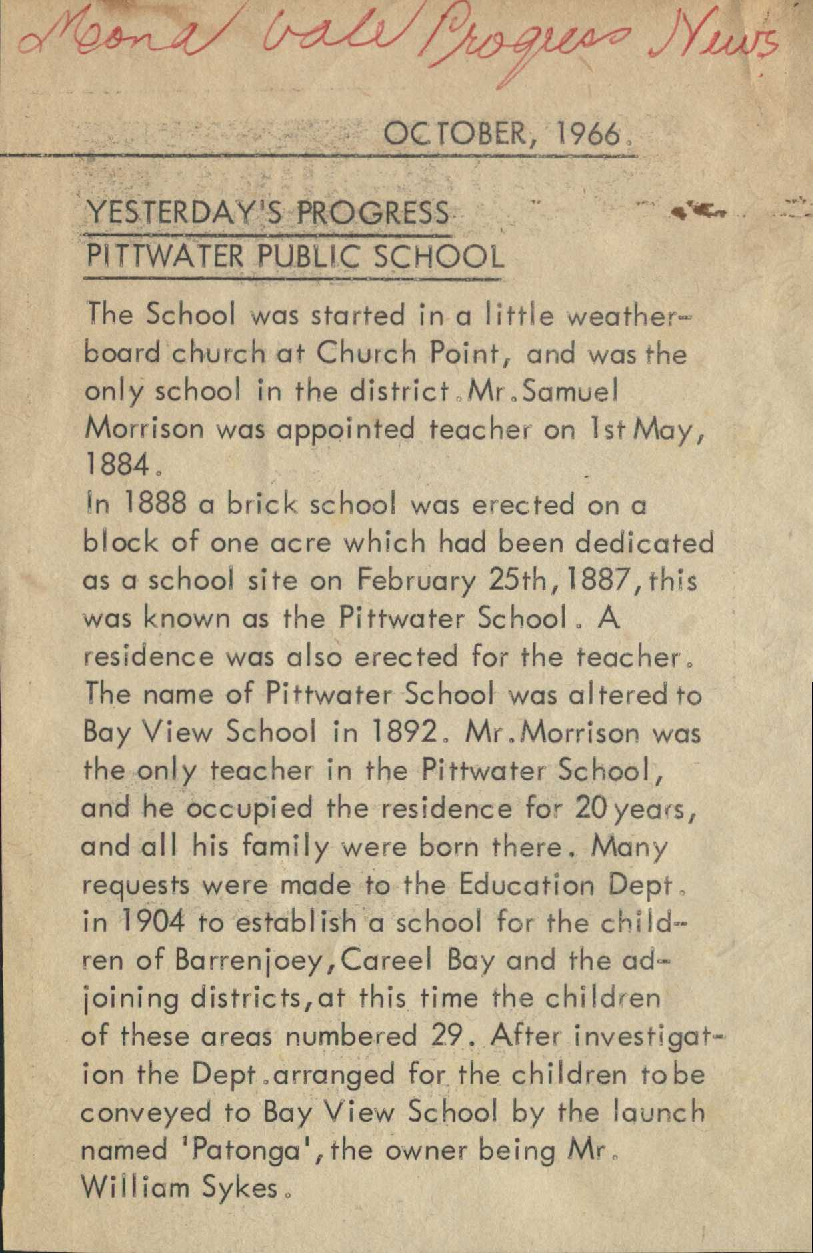 Mona Vale Progress News
OCTOBER, 1966.
YESTERDAY'S PROGRESS
PITTWATER PUBLIC SCHOOL
The School was started in a little weather-
board church at Church Point, and was the
only school in the district. Mr. Samuel
Morrison was appointed teacher on 1st May,
1884.
In 1888 a brick school was erected on a
block of one acre which had been dedicated
as a school site on February 25th, 1887, this
was known as the Pittwater School. A
residence was also erected for the teacher.
The name of Pittwater School was altered to
Bay View School in 1892. Mr. Morrison was
the only teacher in the Pittwater School,
and he occupied the residence for 20 years,
and all his family were born there. Many
requests were made to the Education Dept.
in 1904 to establish a school for the child-
ren of Barrenjoey, Careel Bay and the ad-
joining districts, at this time the children
of these areas numbered 29. After investigat-
ion the Dept. arranged for the children to be
conveyed to Bay View School by the launch
named 'Patonga', the owner being Mr.
William Sykes.